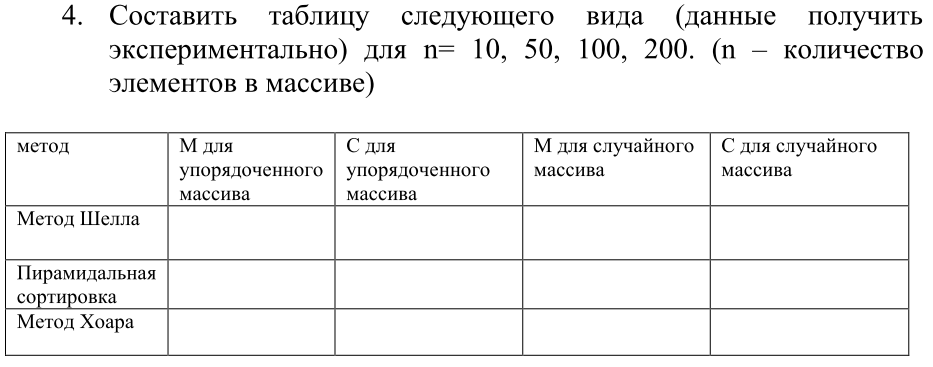 4. Составить таблицу следующего вида (данные получить
экспериментально) для n= 10, 50, 100, 200. (n – количество
элементов в массиве)
метод
М для
упорядоченного
массива
С для
упорядоченного
массива
М для случайного
массива
С для случайного
массива
Метод Шелла
Пирамидальная
сортировка
Метод Хоара